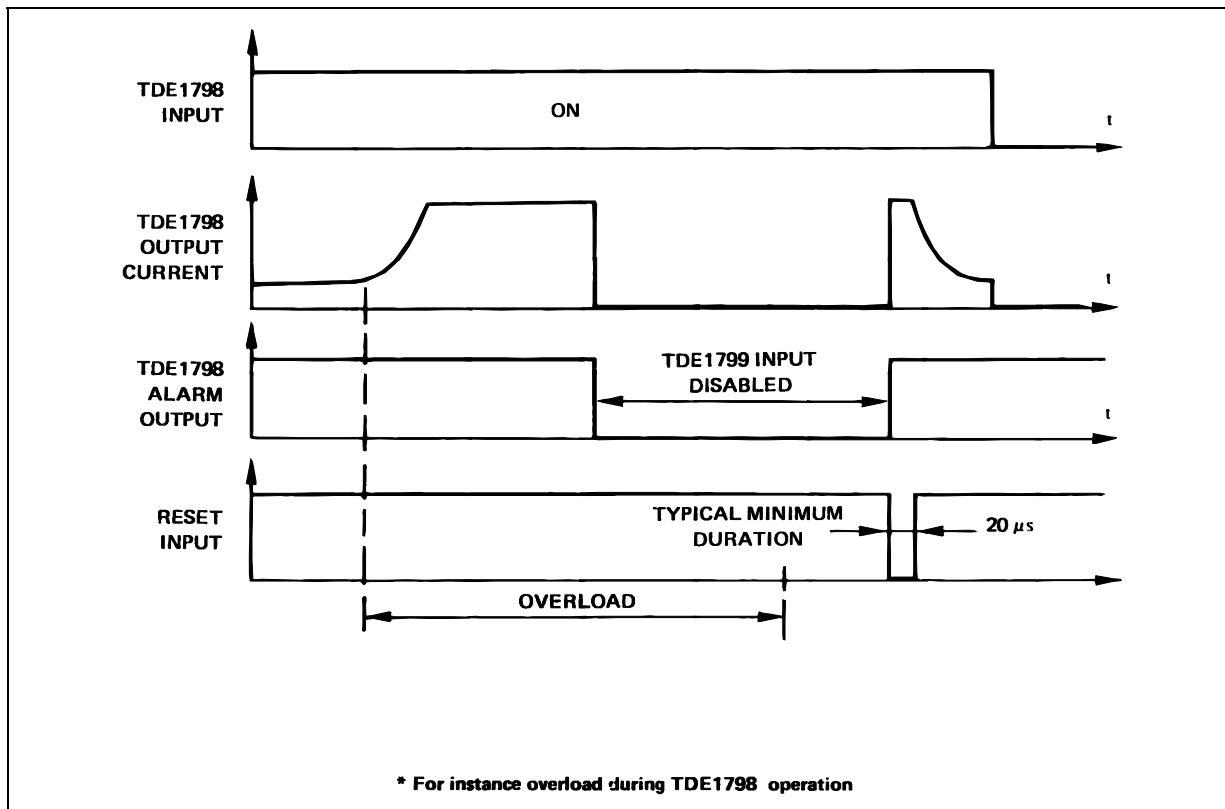 TDE1798
INPUT
ON
t
TDE1798
OUTPUT
CURRENT
t
TDE1798
ALARM
OUTPUT
TDE1799 INPUT
DISABLED
t
RESET
INPUT
TYPICAL MINIMUM
DURATION
20 μs
OVERLOAD
* For instance overload during TDE1798 operation